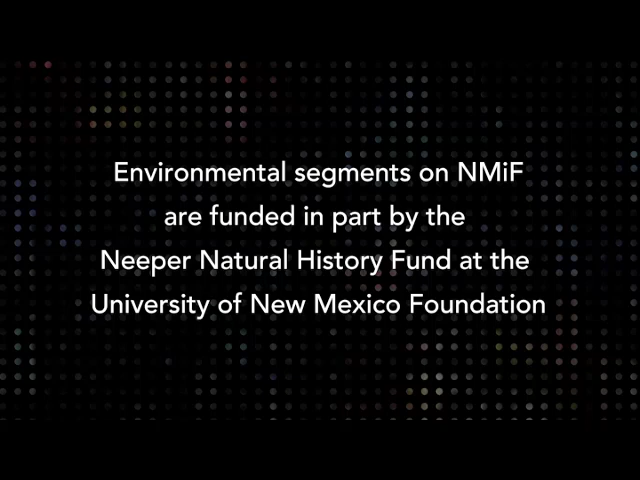 Environmental segments on NMiF
are funded in part by the
Neeper Natural History Fund at the
University of New Mexico Foundation